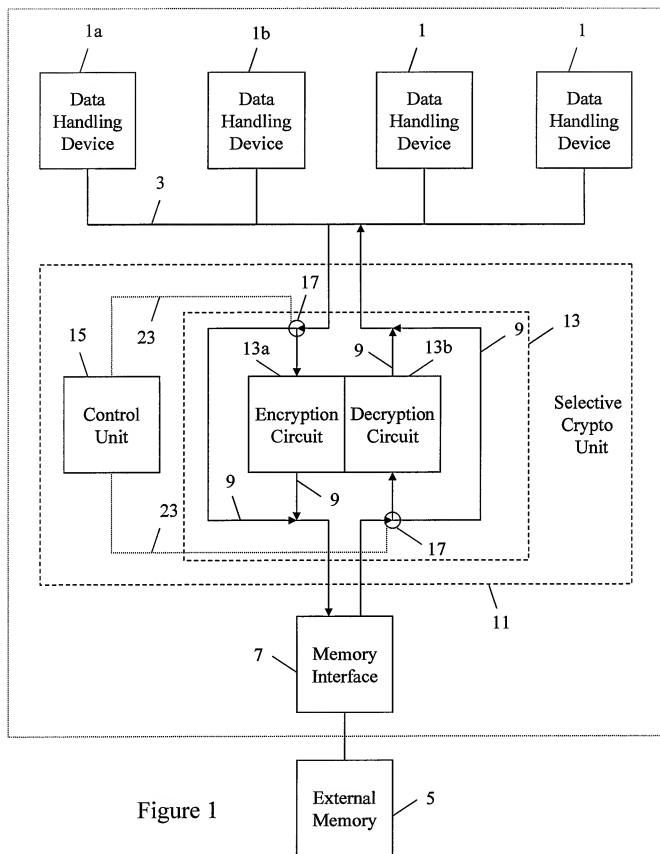 1a
1b
1
1
Data
Handling
Device
Data
Handling
Device
Data
Handling
Device
Data
Handling
Device
3
17
23
9
13
15
13a
9
13b
Control
Unit
Encryption
Circuit
Decryption
Circuit
Selective
Crypto
Unit
9
23
9
17
11
7
Memory
Interface
Figure 1
External
Memory
5